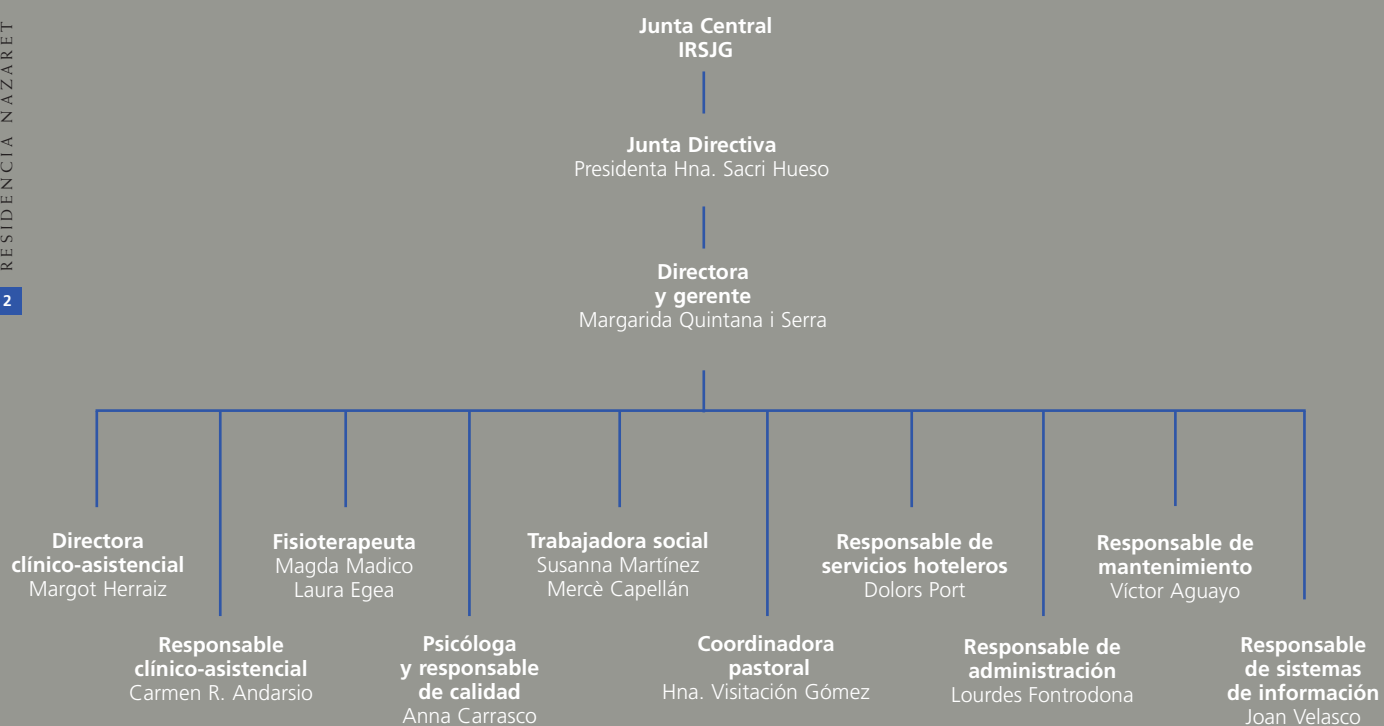 RESIDENCIA NAZARET
2
Junta Central
IRSJG
Junta Directiva
Presidenta Hna. Sacri Hueso
Directora
y gerente
Margarida Quintana i Serra
Directora
clínico-asistencial
Margot Herraiz
Responsable
clínico-asistencial
Carmen R. Andarsio
Fisioterapeuta
Magda Madico
Laura Egea
Psicóloga
y responsable
de calidad
Anna Carrasco
Trabajadora social
Susanna Martínez
Mercè Capellán
Coordinadora
pastoral
Hna. Visitación Gómez
Responsable de
servicios hoteleros
Dolors Port
Responsable de
administración
Lourdes Fontrodona
Responsable de
mantenimiento
Víctor Aguayo
Responsable
de sistemas
de información
Joan Velasco